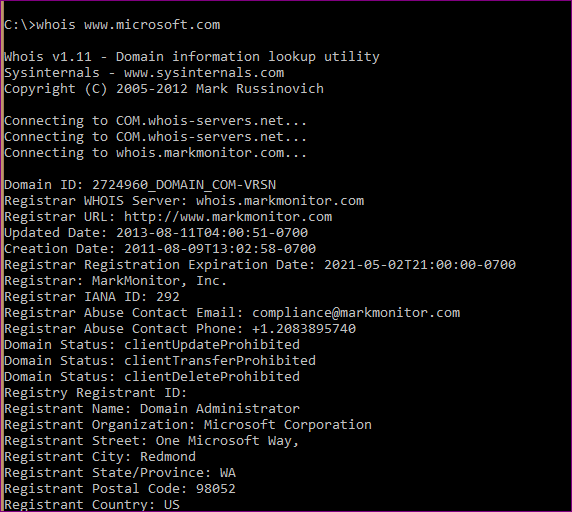 C:\>whois www.microsoft.com
Whois v1.11 - Domain information lookup utility
Sysinternals - www.sysinternals.com
Copyright (C) 2005-2012 Mark Russinovich
Connecting to COM.whois-servers.net...
Connecting to COM.whois-servers.net...
Connecting to whois.markmonitor.com...
Domain ID: 2724960_DOMAIN_COM-VRSN
Registrar WHOIS Server: whois.markmonitor.com
Registrar URL: http://www.markmonitor.com
Updated Date: 2013-08-11T04:00:51-0700
Creation Date: 2011-08-09T13:02:58-0700
Registrar Registration Expiration Date: 2021-05-02T21:00:00-0700
Registrar: MarkMonitor, Inc.
Registrar IANA ID: 292
Registrar Abuse Contact Email: compliance@markmonitor.com
Registrar Abuse Contact Phone: +1.2083895740
Domain Status: clientUpdateProhibited
Domain Status: clientTransferProhibited
Domain Status: clientDeleteProhibited
Registry Registrant ID:
Registrant Name: Domain Administrator
Registrant Organization: Microsoft Corporation
Registrant Street: One Microsoft Way,
Registrant City: Redmond
Registrant State/Province: WA
Registrant Postal Code: 98052
Registrant Country: US